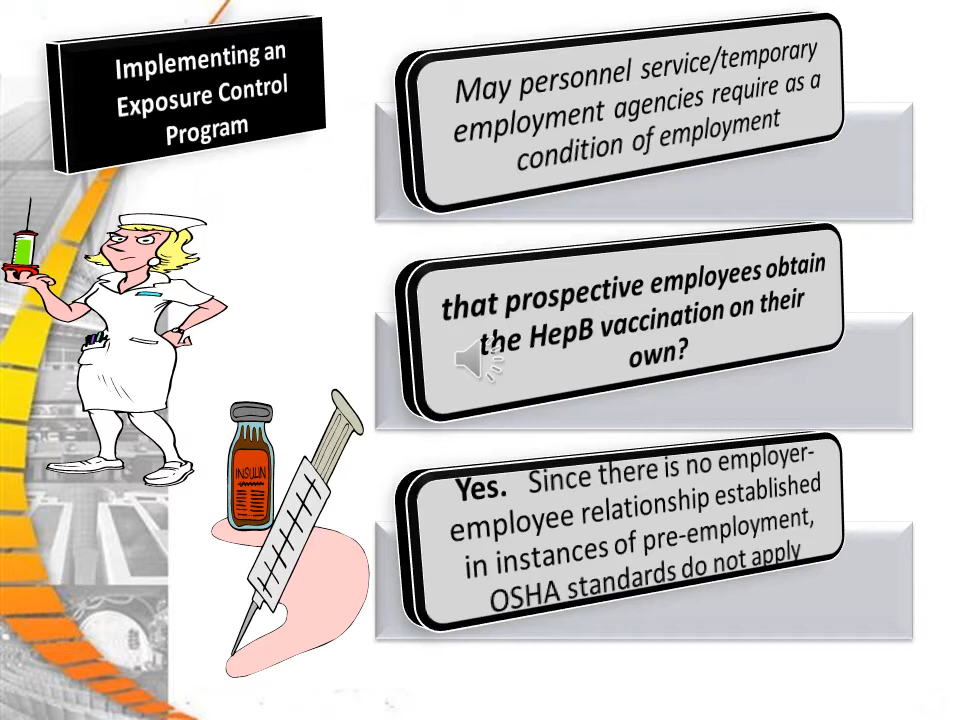 Implementing an
Exposure Control
Program
May personnel service/temporary
employment agencies require as a
condition of employment
that prospective employees obtain
the HepB vaccination on their
own?
INSULIN
Yes. Since there is no employer-
employee relationship established
in instances of pre-employment,
OSHA standards do not apply